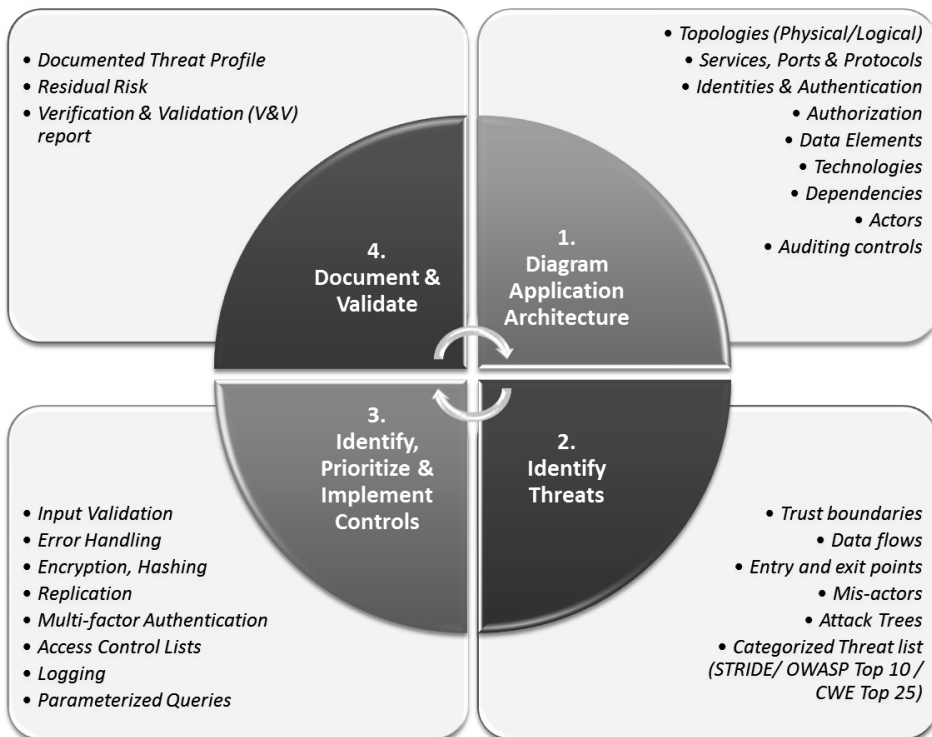 • Documented Threat Profile
• Residual Risk
• Verification & Validation (V&V)
report
• Topologies (Physical/Logical)
• Services, Ports & Protocols
• Identities & Authentication
• Authorization
• Data Elements
• Technologies
• Dependencies
• Actors
• Auditing controls
4.
Document &
Validate
1.
Diagram
Application
Architecture
3.
Identify,
Prioritize &
Implement
Controls
2.
Identify
Threats
• Input Validation
• Error Handling
• Encryption, Hashing
• Replication
• Multi-factor Authentication
• Access Control Lists
• Logging
• Parameterized Queries
• Trust boundaries
• Data flows
• Entry and exit points
• Mis-actors
• Attack Trees
• Categorized Threat list
(STRIDE/ OWASP Top 10 /
CWE Top 25)